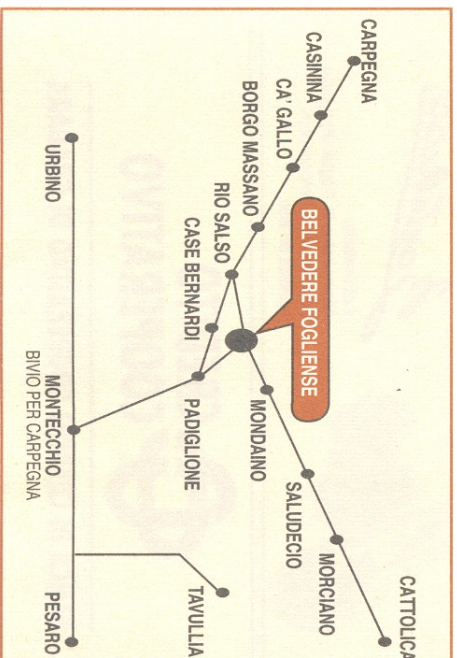 CARPEGNA
CASININA
CA' GALLO
BORGO MASSANO
RIO SALSO
CASE BERNARDI
BELVEDERE FOGLIENSE
PADIGLIONE
MONDAINO
SALUDECIO
MORCIANO
CATTOLICA
URBINO
MONTECCHIO
BIVIO PER CARPEGNA
TAVULLIA
PESARO